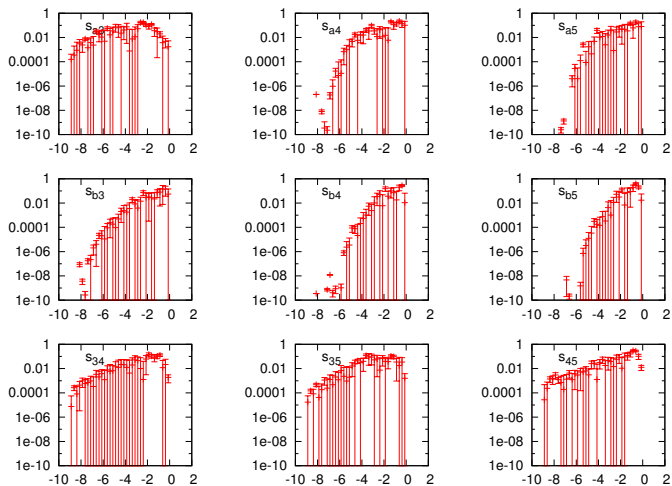 1 1 1
s_a3 s_a4 s_a5
0.01 0.01 0.01
0.0001 0.0001 0.0001
1e-06 1e-06 1e-06
1e-08 1e-08 1e-08
1e-10 1e-10 1e-10
-10 -8 -6 -4 -2 0 2 -10 -8 -6 -4 -2 0 2 -10 -8 -6 -4 -2 0 2
1 1 1
s_b3 s_b4 s_b5
0.01 0.01 0.01
0.0001 0.0001 0.0001
1e-06 1e-06 1e-06
1e-08 1e-08 1e-08
1e-10 1e-10 1e-10
-10 -8 -6 -4 -2 0 2 -10 -8 -6 -4 -2 0 2 -10 -8 -6 -4 -2 0 2
1 1 1
s_34 s_35 s_45
0.01 0.01 0.01
0.0001 0.0001 0.0001
1e-06 1e-06 1e-06
1e-08 1e-08 1e-08
1e-10 1e-10 1e-10
-10 -8 -6 -4 -2 0 2 -10 -8 -6 -4 -2 0 2 -10 -8 -6 -4 -2 0 2